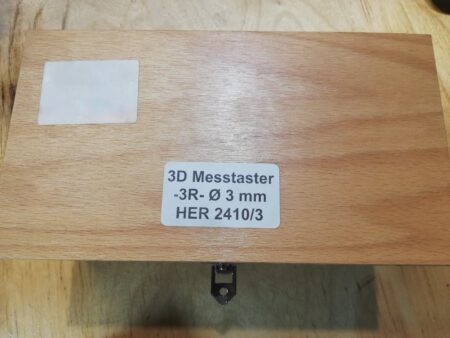 3D Messtaster
-3R- Ø 3 mm
HER 2410/3